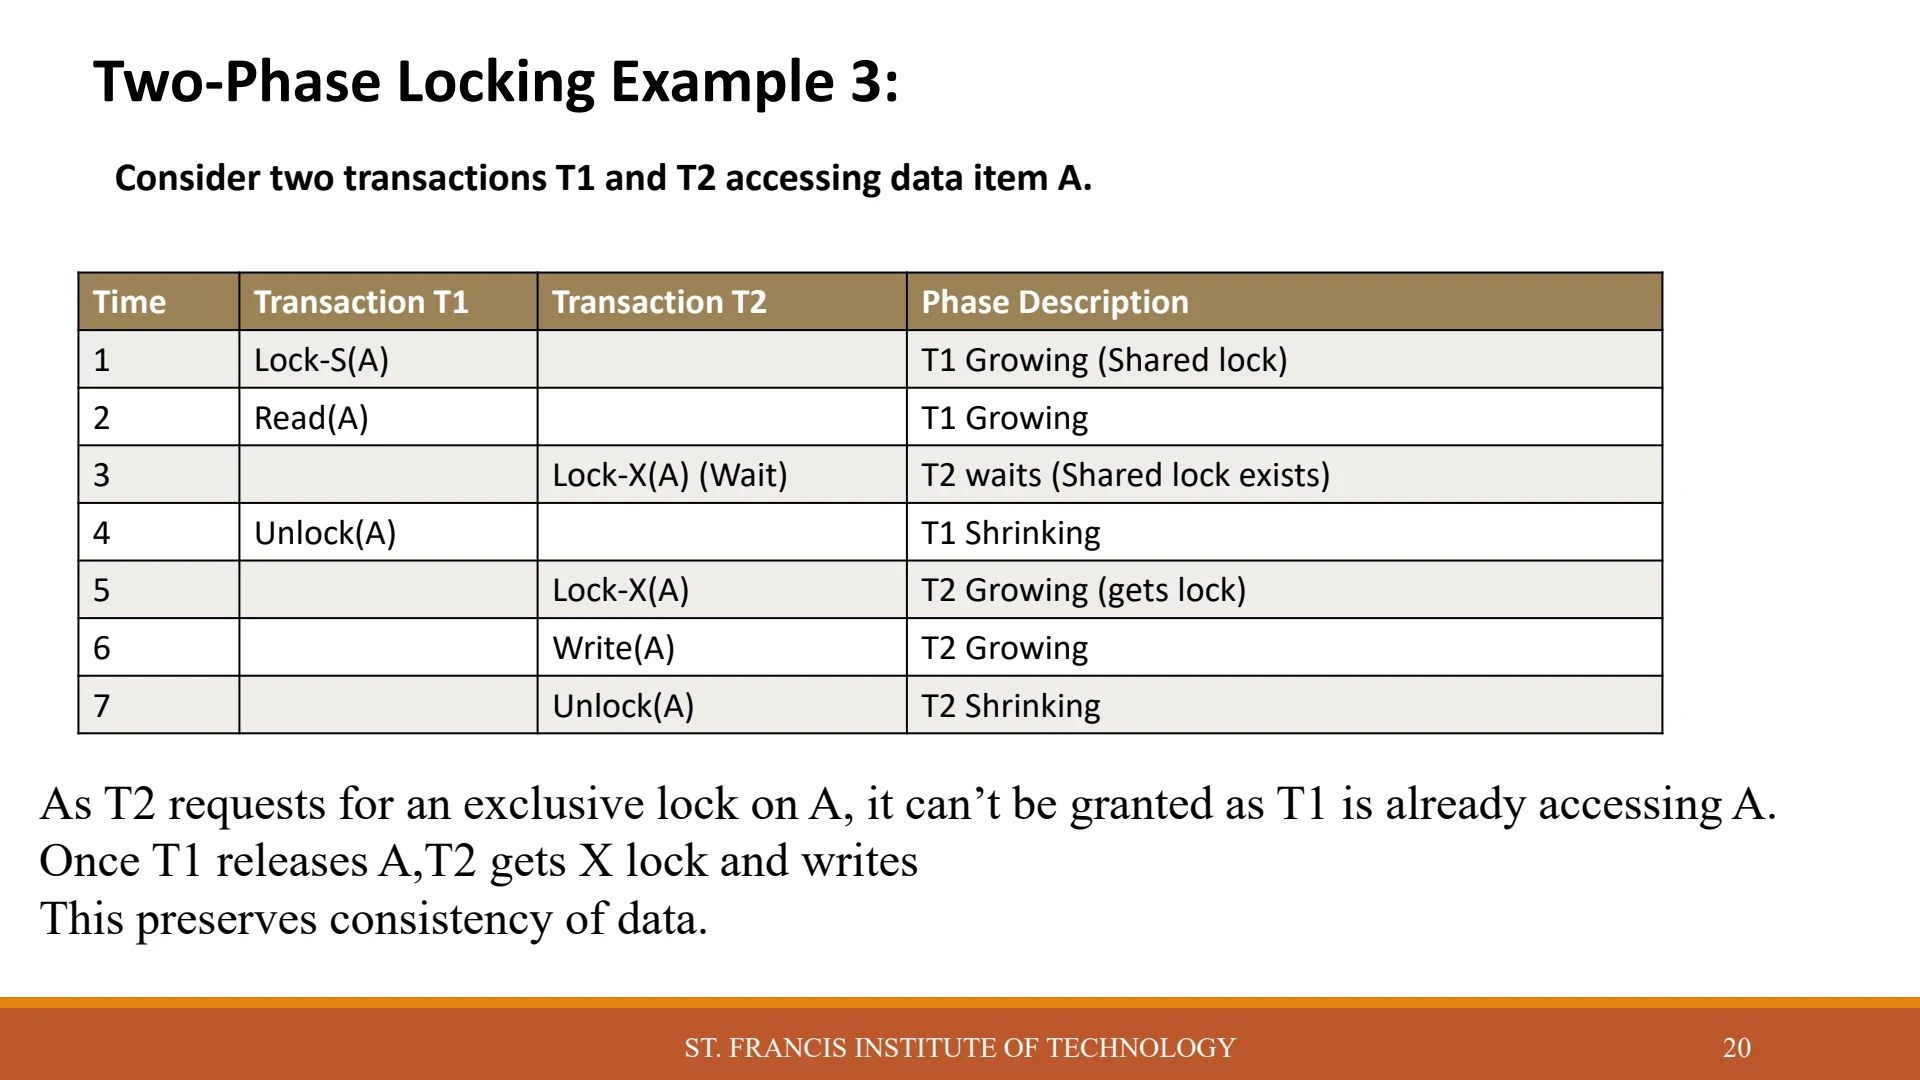 Two-Phase Locking Example 3:
Consider two transactions T1 and T2 accessing data item A.
Time Transaction T1 Transaction T2 Phase Description
1 Lock-S(A) T1 Growing (Shared lock)
2 Read(A) T1 Growing
3 Lock-X(A) (Wait) T2 waits (Shared lock exists)
4 Unlock(A) T1 Shrinking
5 Lock-X(A) T2 Growing (gets lock)
6 Write(A) T2 Growing
7 Unlock(A) T2 Shrinking
As T2 requests for an exclusive lock on A, it can’t be granted as T1 is already accessing A.
Once T1 releases A,T2 gets X lock and writes
This preserves consistency of data.
ST. FRANCIS INSTITUTE OF TECHNOLOGY 20